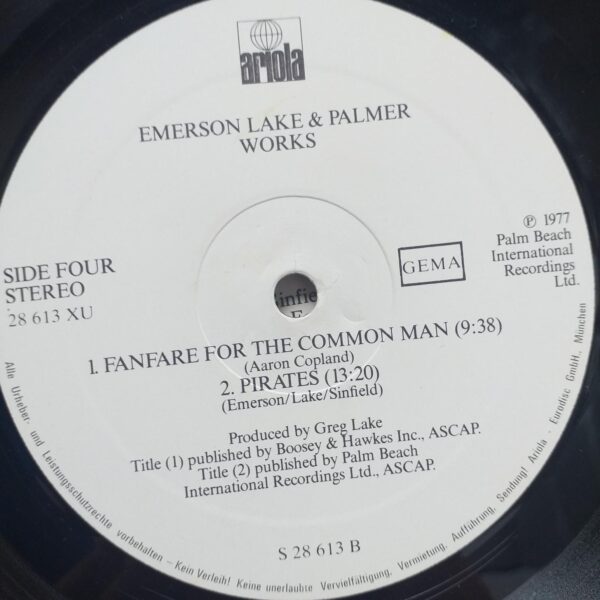 ariola
EMERSON LAKE & PALMER
WORKS
℗ 1977
Palm Beach
International
Recordings
Ltd.
GEMA
SIDE FOUR
STEREO
28 613 XU
1. FANFARE FOR THE COMMON MAN (9:38)
(Aaron Copland)
2. PIRATES (13:20)
(Emerson/Lake/Sinfield)
Produced by Greg Lake
Title (1) published by Boosey & Hawkes Inc., ASCAP.
Title (2) published by Palm Beach
International Recordings Ltd., ASCAP.
S 28 613 B
Alle Urheber- und Leistungsschutzrechte vorbehalten – Kein Verleih! Keine unerlaubte Vervielfältigung, Vermietung, Aufführung, Sendung! Ariola - Eurodisc GmbH., München